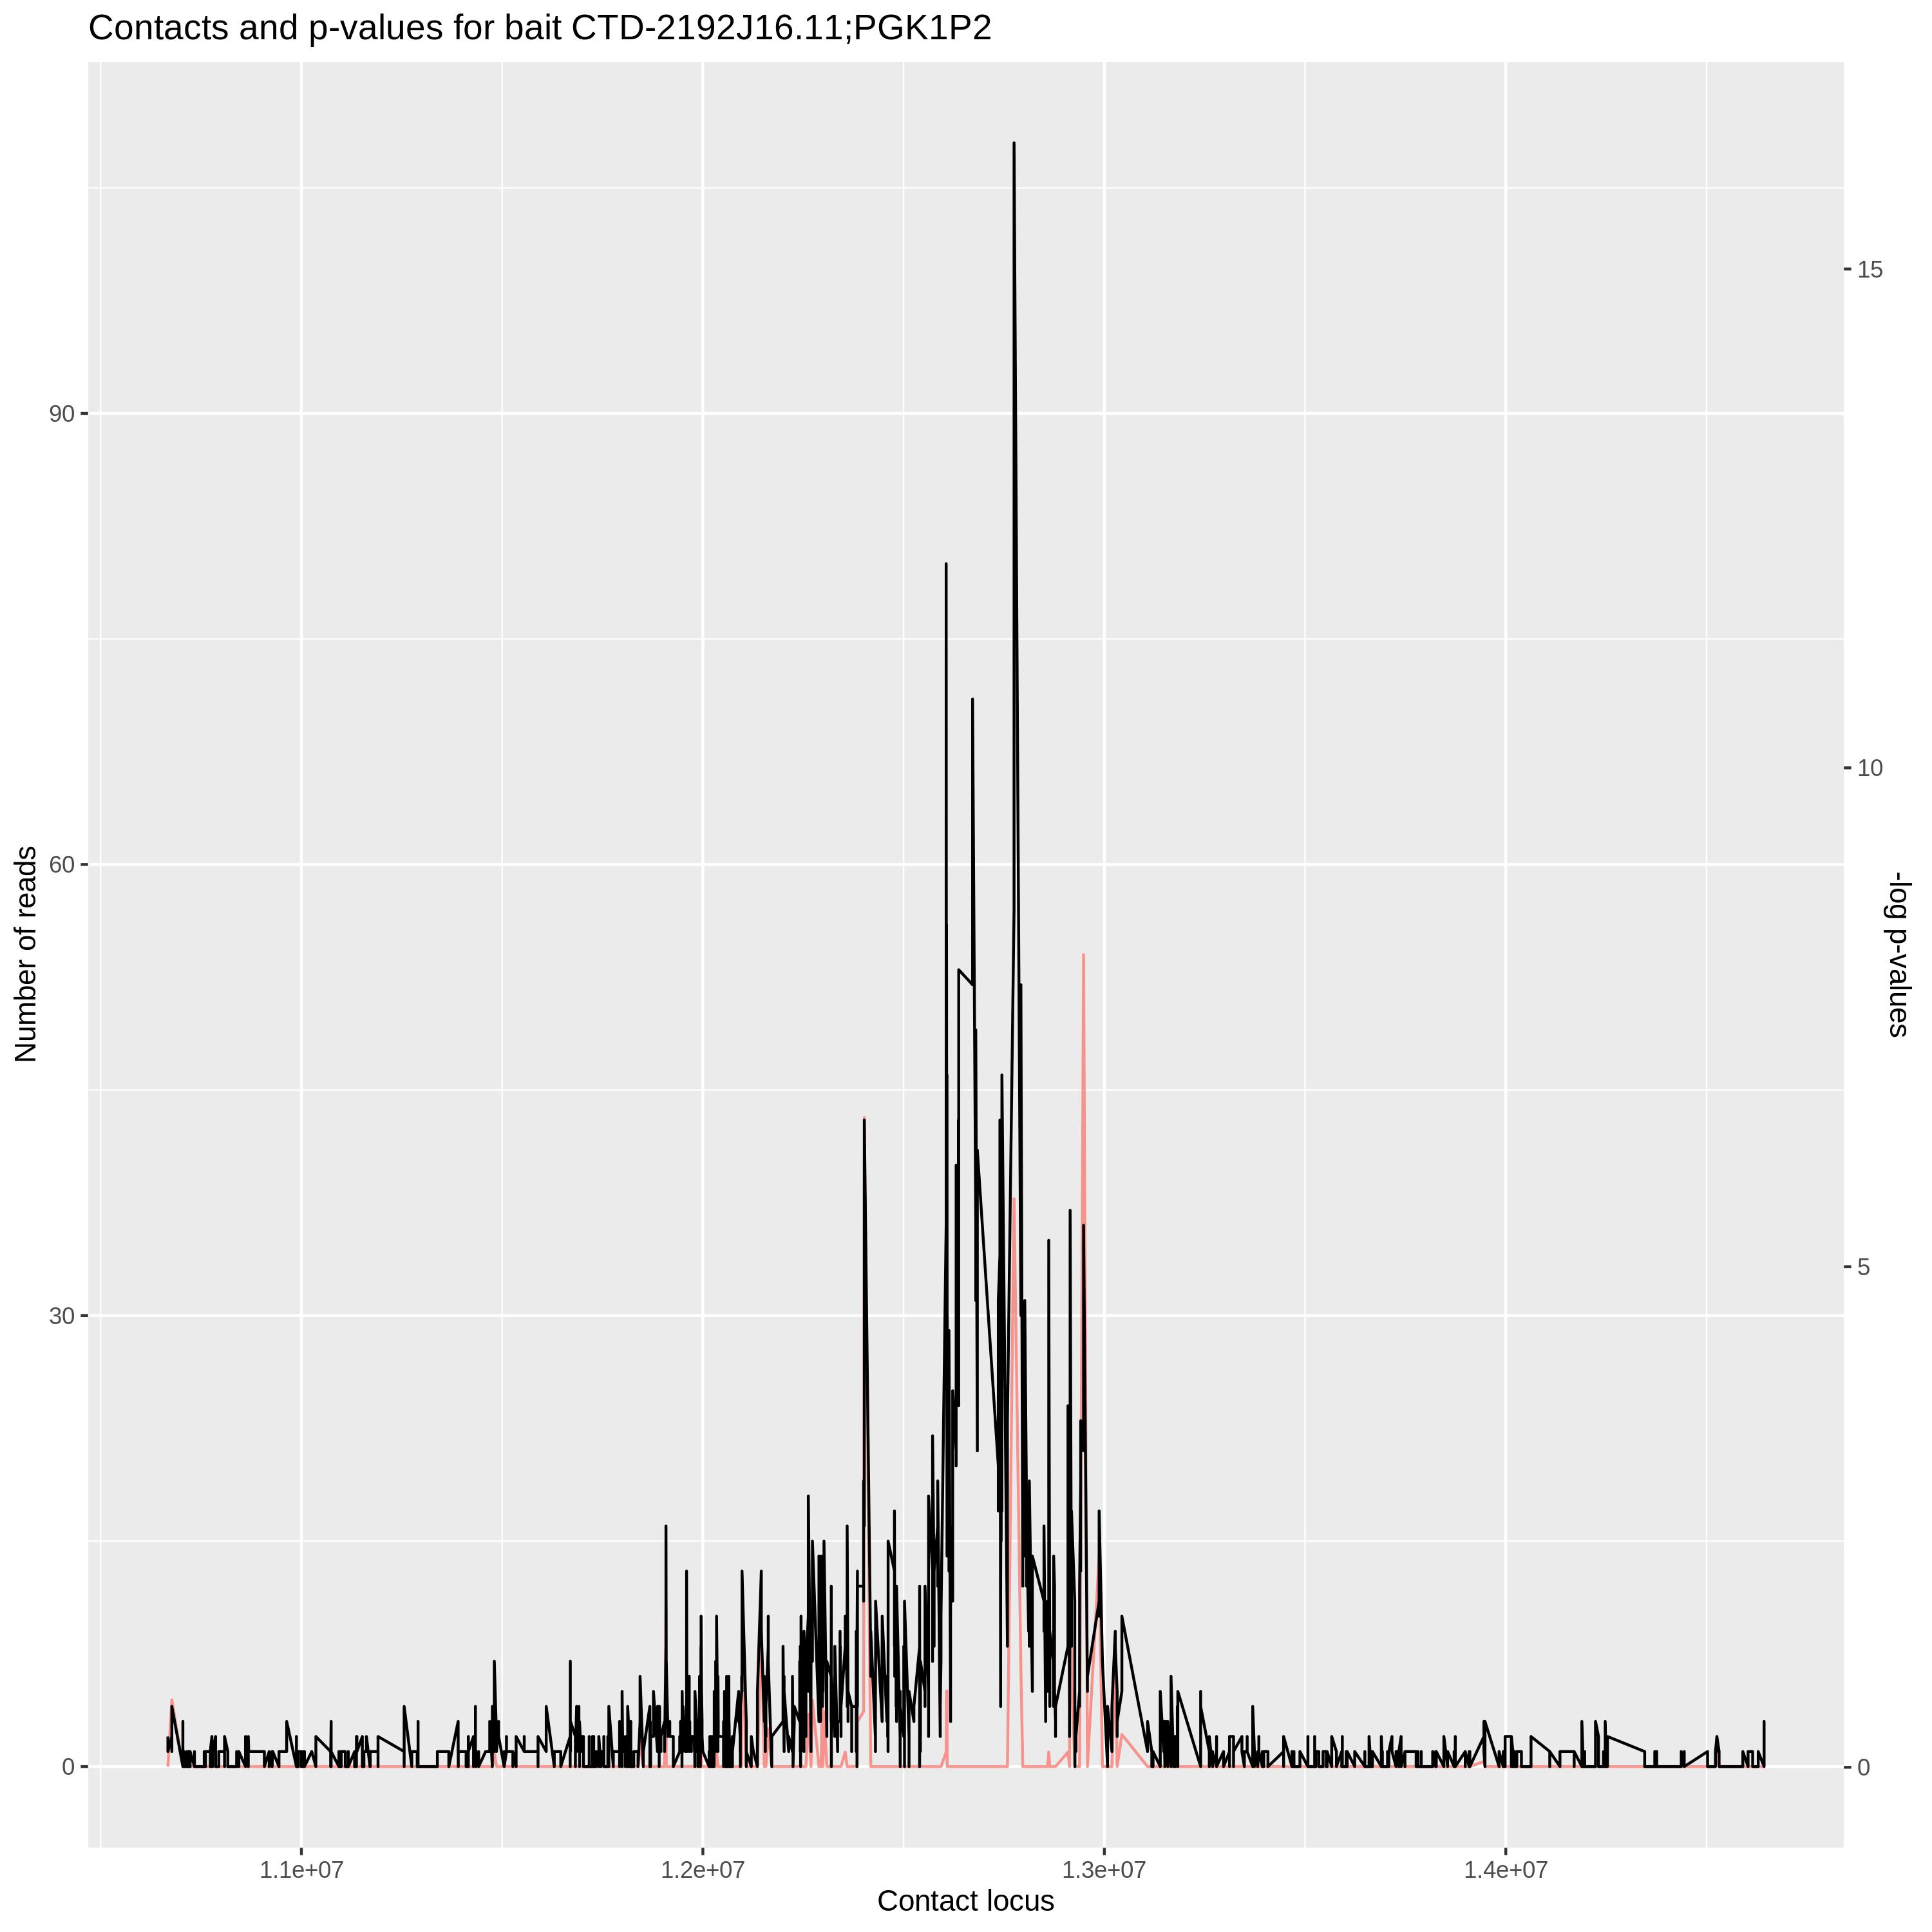 Contacts and p-values for bait CTD-2192J16.11;PGK1P2
90
60
30
0
Number of reads
15
10
5
0
-log p-values
1.1e+07 1.2e+07 1.3e+07 1.4e+07
Contact locus